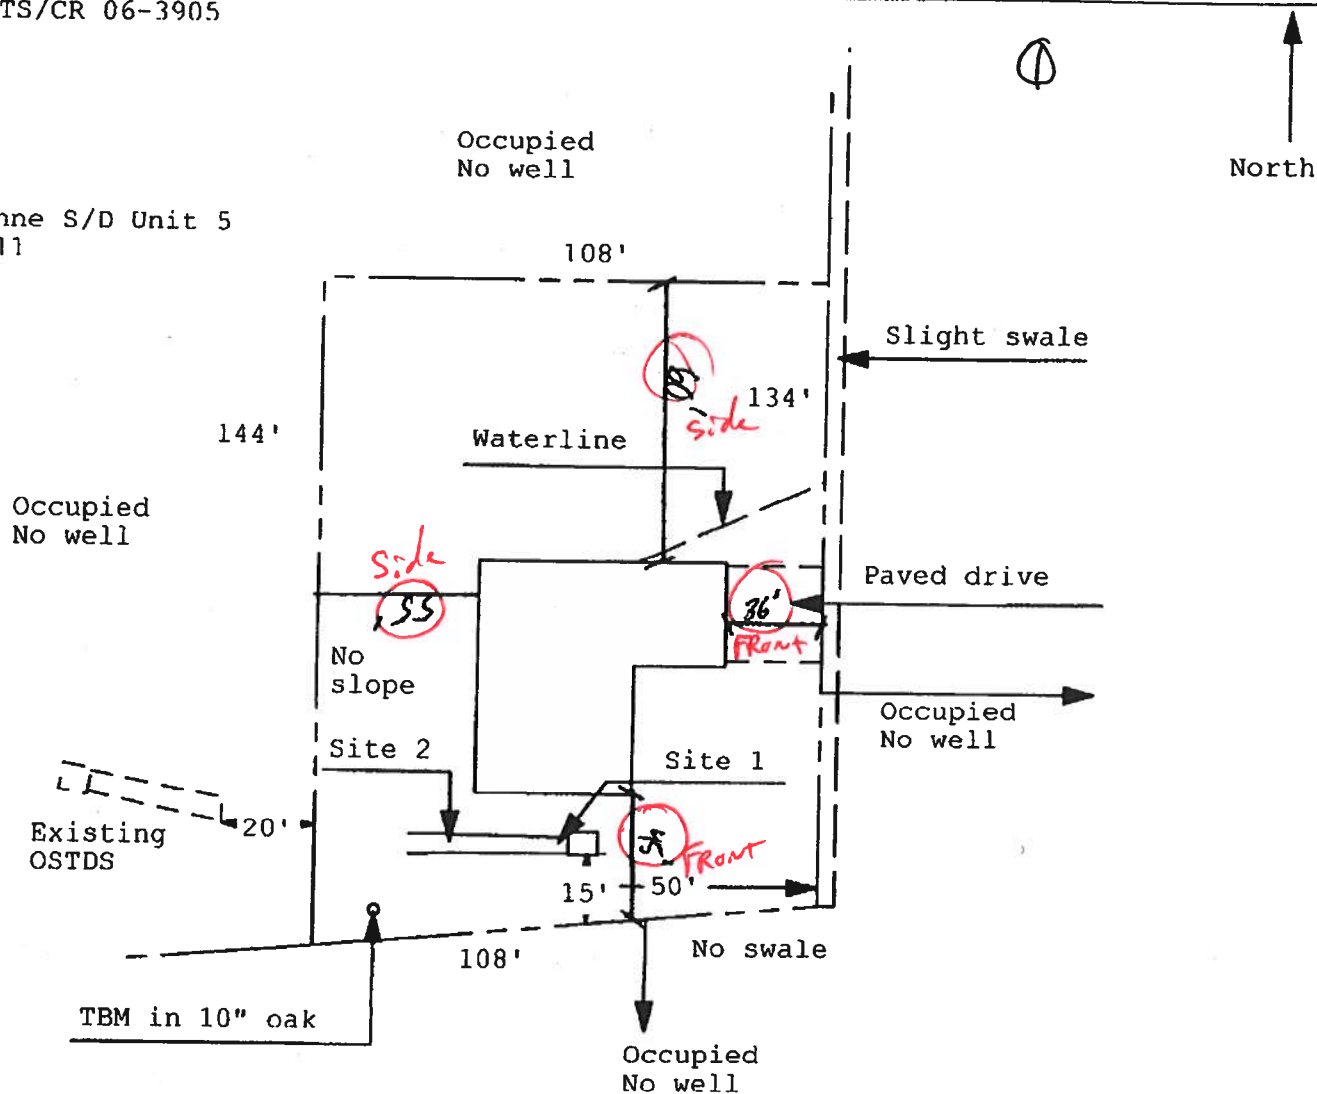 TS/CR 06-3905
North
Occupied
No well
nne S/D Unit 5
11
108'
Slight swale
134'
side
144'
Waterline
Occupied
No well
Side
Paved drive
36'
FRont
No
slope
Occupied
No well
Site 2
Site 1
20'
Existing
OSTDS
FRont
15'
50'
108'
No swale
TBM in 10" oak
Occupied
No well